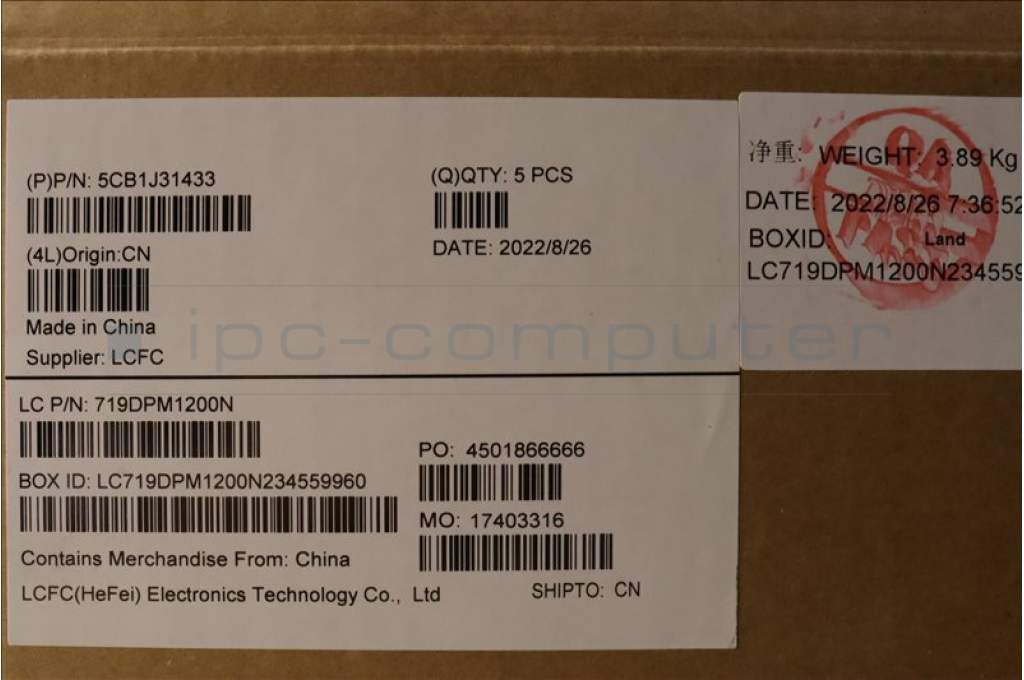 (P)P/N: 5CB1J31433
(Q)QTY: 5 PCS
(4L)Origin:CN
DATE: 2022/8/26
Made in China
Supplier: LCFC
LC P/N: 719DPM1200N
PO: 4501866666
BOX ID: LC719DPM1200N234559960
MO: 17403316
Contains Merchandise From: China
LCFC(HeFei) Electronics Technology Co., Ltd
SHIPTO: CN
净重: WEIGHT: 3.89 Kg
DATE: 2022/8/26 7:36:52
BOXID: Land
LC719DPM1200N234559
QA
ipc-computer